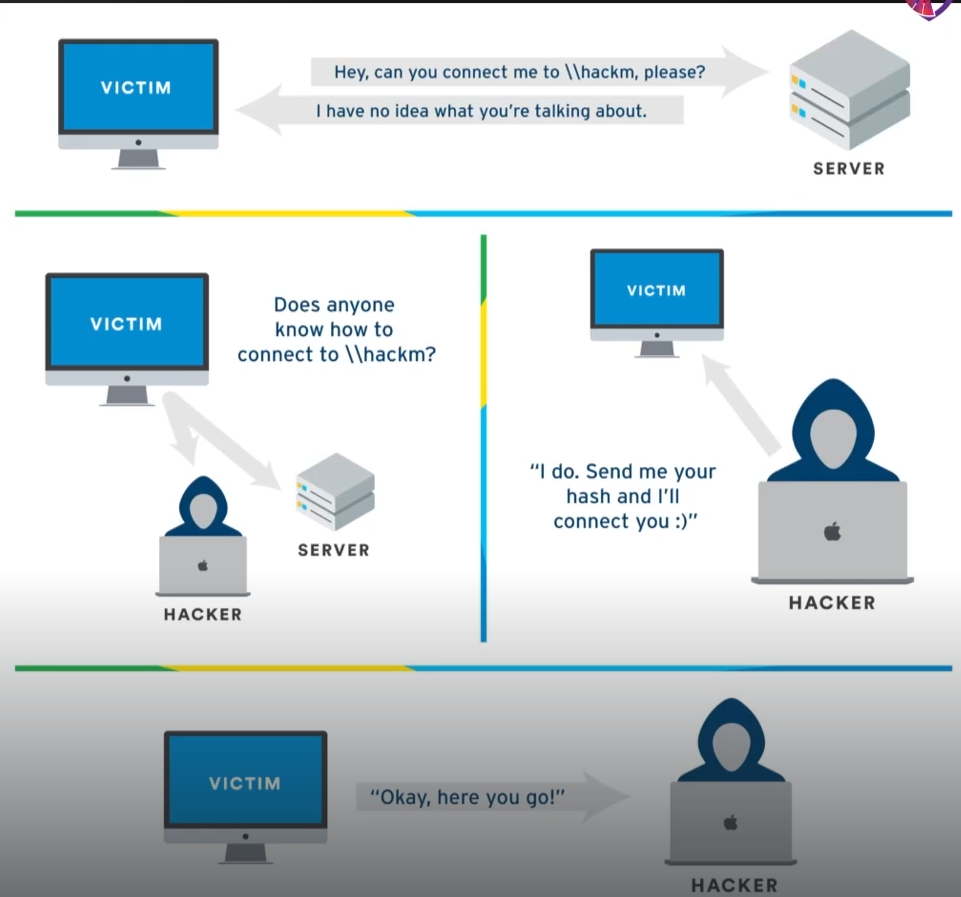 VICTIM
Hey, can you connect me to \\hackm, please?
I have no idea what you're talking about.
SERVER
VICTIM
Does anyone
know how to
connect to \\hackm?
SERVER
HACKER
VICTIM
“I do. Send me your
hash and I'll
connect you :)”
HACKER
VICTIM
“Okay, here you go!”
HACKER